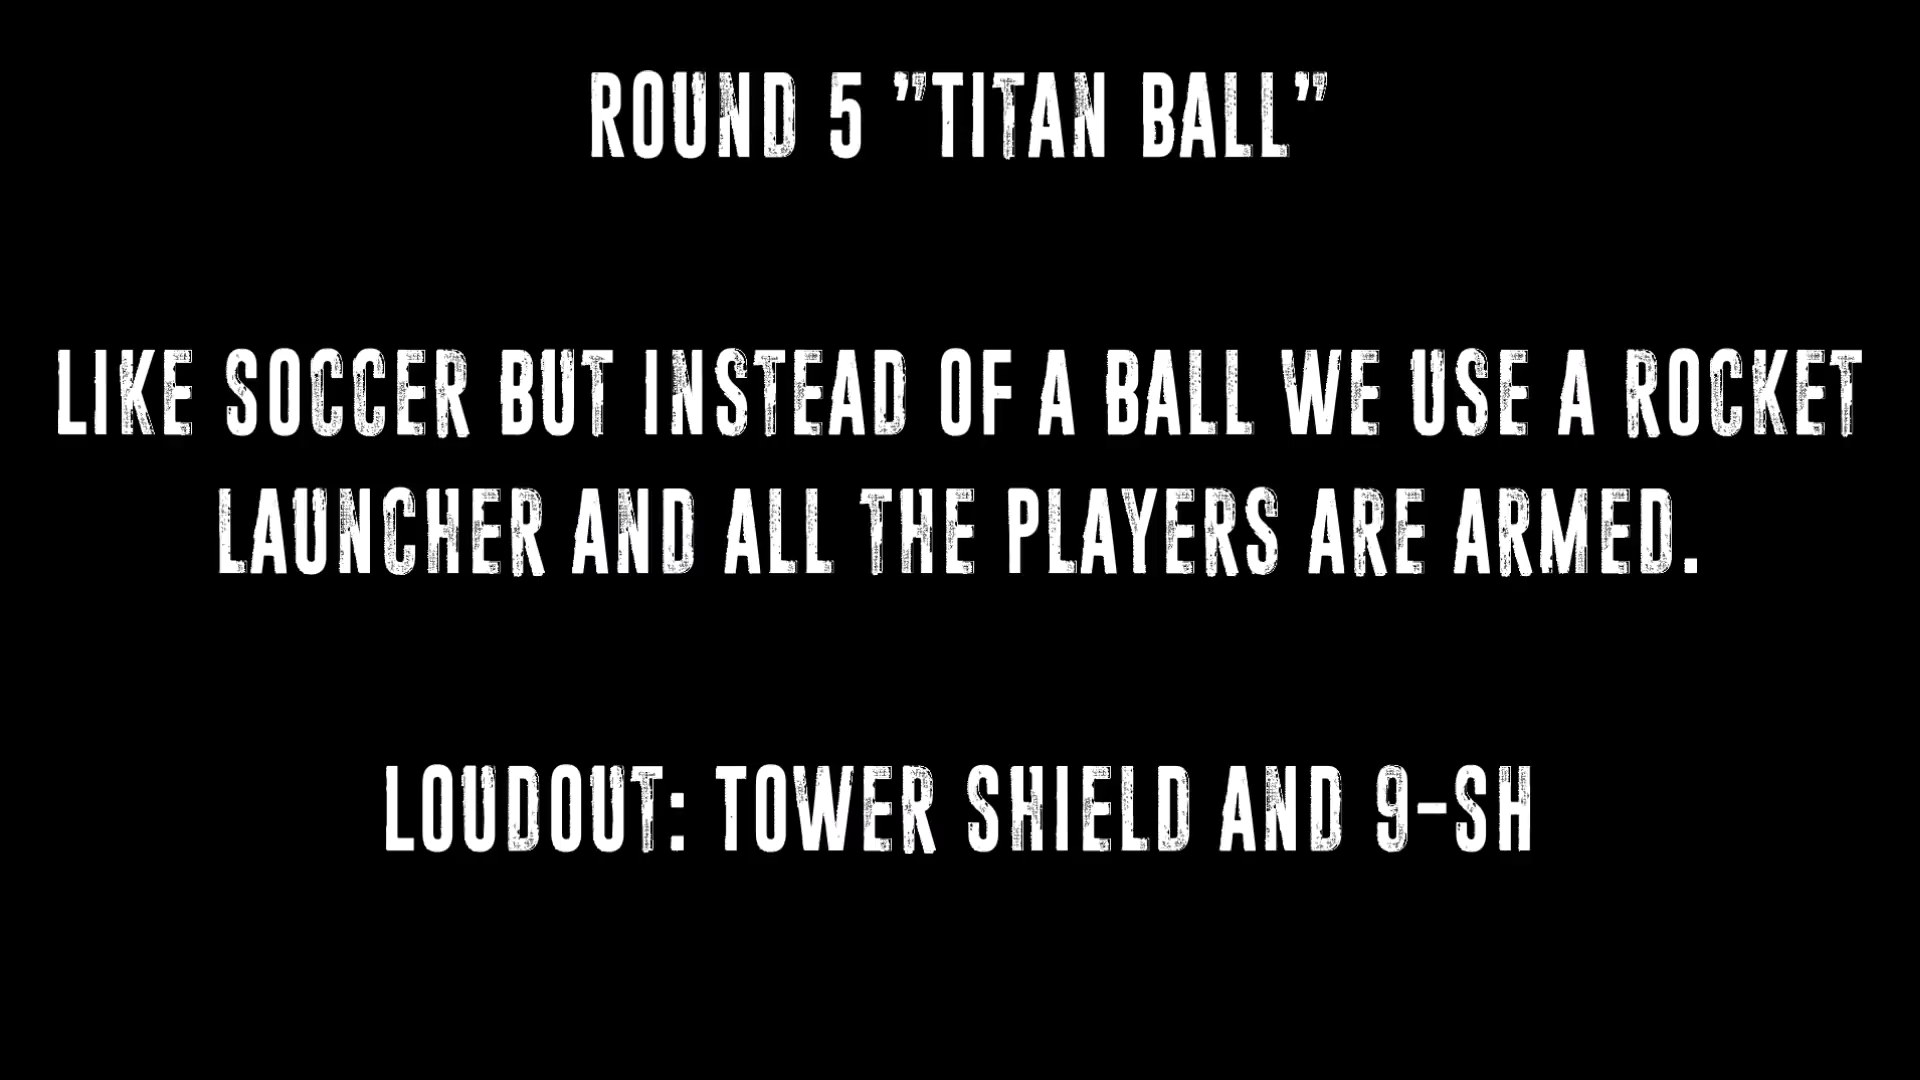 ROUND 5 "TITAN BALL"
LIKE SOCCER BUT INSTEAD OF A BALL WE USE A ROCKET
LAUNCHER AND ALL THE PLAYERS ARE ARMED.
LOUDOUT: TOWER SHIELD AND 9-SH